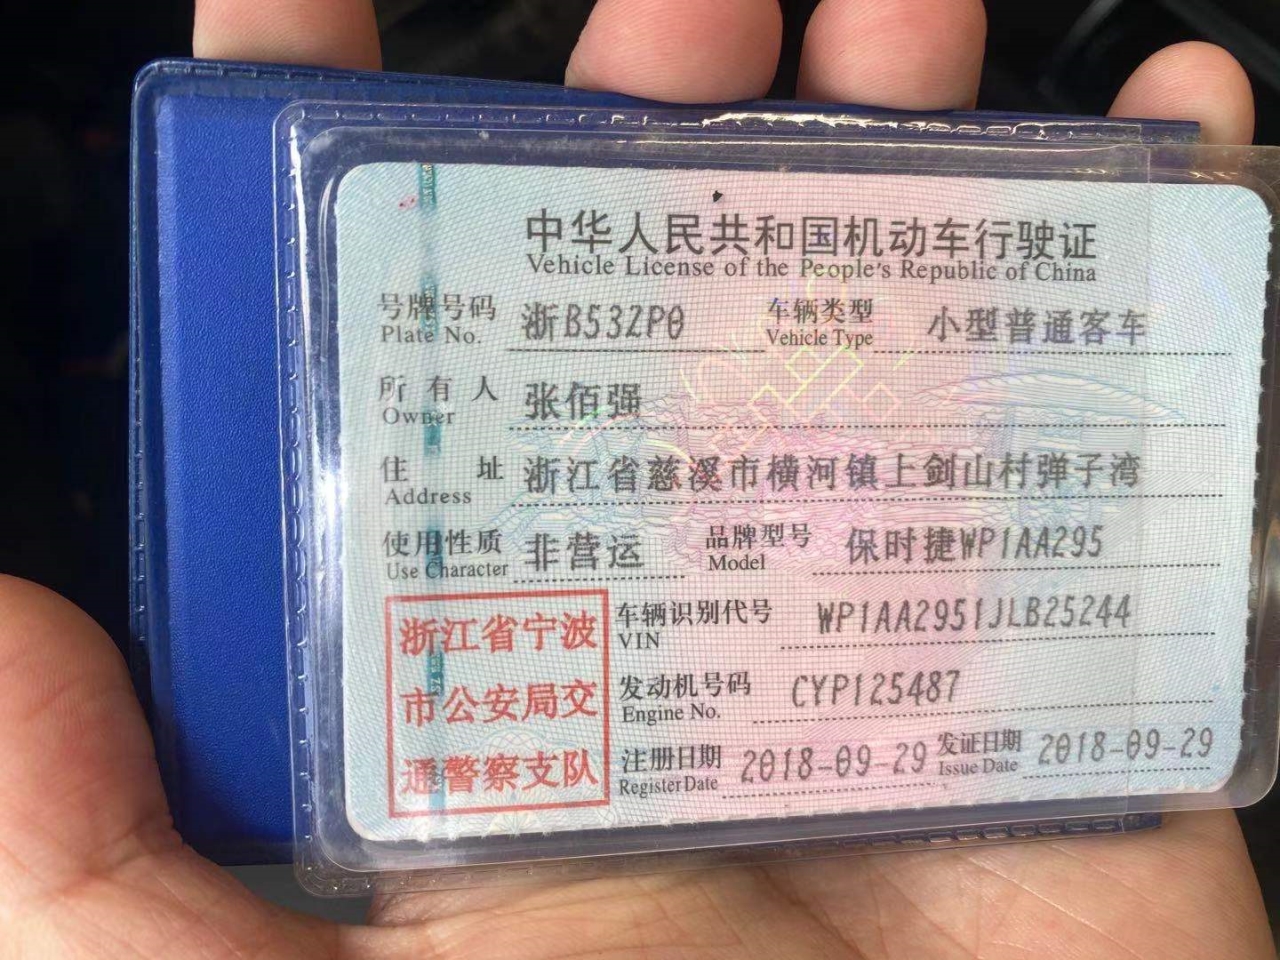 中华人民共和国机动车行驶证
Vehicle License of the People's Republic of China
号牌号码 浙B532P0 车辆类型 小型普通客车
Plate No. Vehicle Type
所有人 张佰强
Owner
住址 浙江省慈溪市横河镇上剑山村弹子湾
Address
使用性质 非营运 品牌型号 保时捷WP1AA295
Use Character Model
浙江省宁波
市公安局交
通警察支队
车辆识别代号 WP1AA2951JLB25244
VIN
发动机号码 CYP125487
Engine No.
注册日期 2018-09-29 发证日期 2018-09-29
Register Date Issue Date